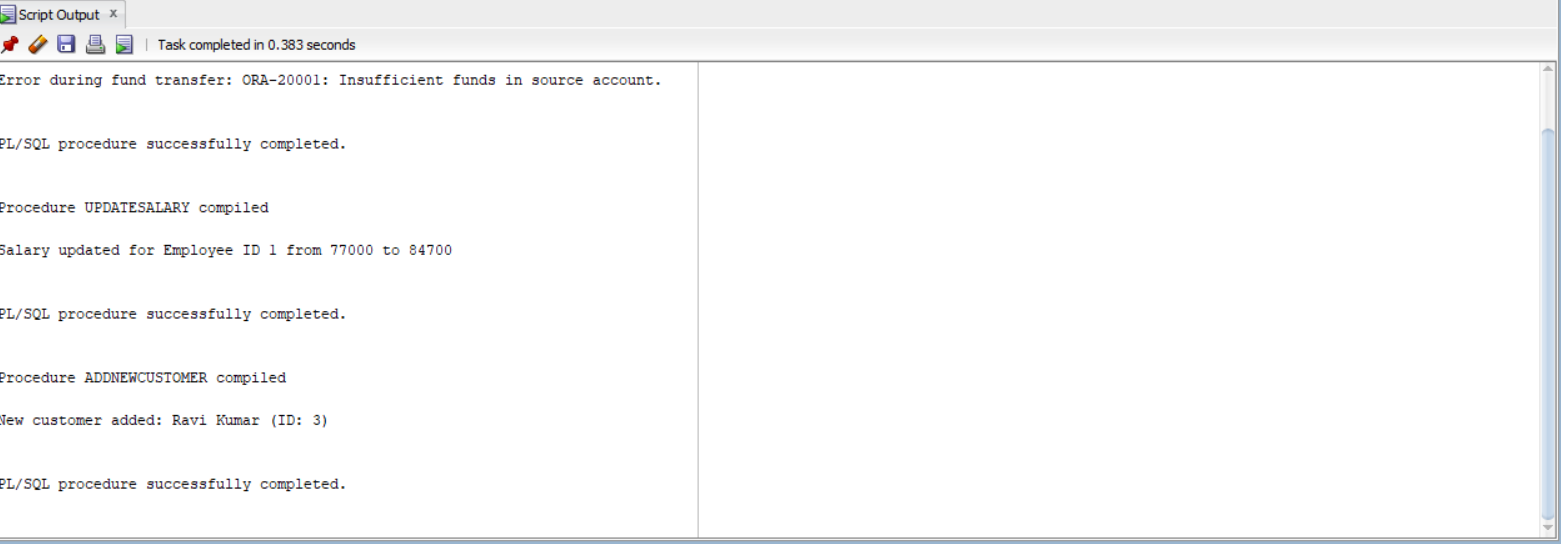 Script Output x
Task completed in 0.383 seconds
Error during fund transfer: ORA-20001: Insufficient funds in source account.
PL/SQL procedure successfully completed.
Procedure UPDATESALARY compiled
Salary updated for Employee ID 1 from 77000 to 84700
PL/SQL procedure successfully completed.
Procedure ADDNEWCUSTOMER compiled
New customer added: Ravi Kumar (ID: 3)
PL/SQL procedure successfully completed.